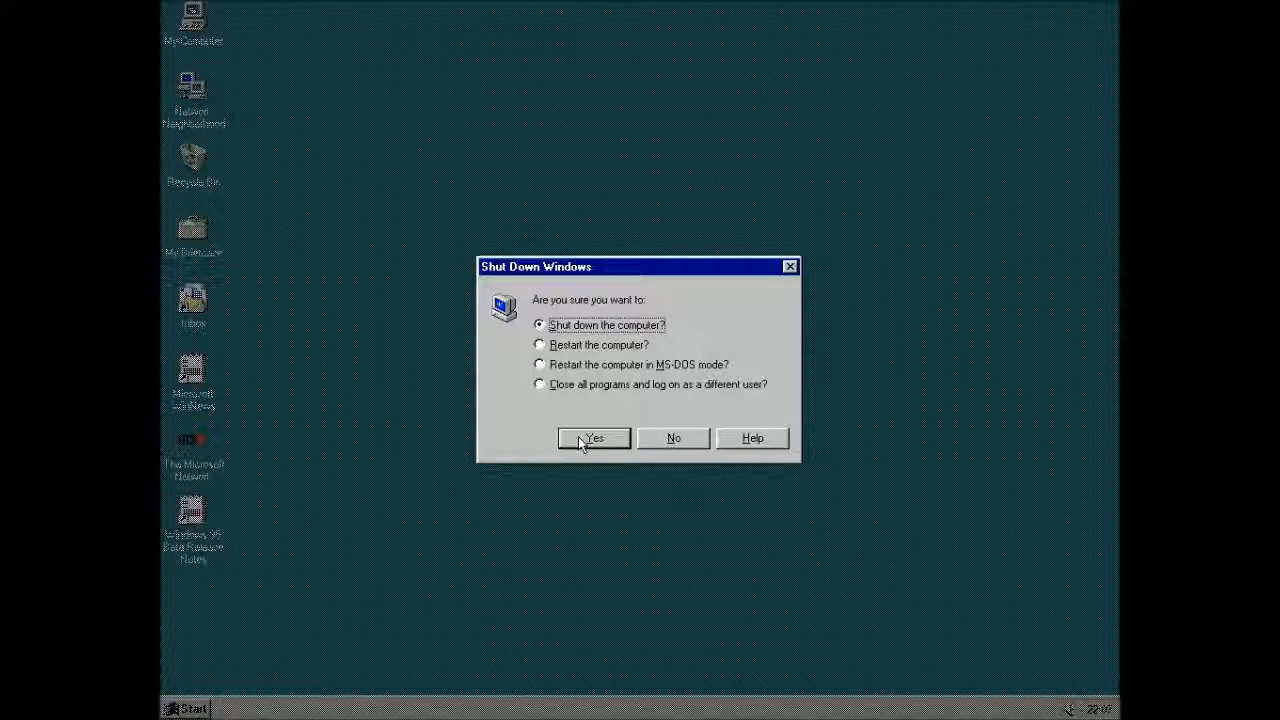 My Computer
Network
Neighborhood
Recycle Bin
My Briefcase
Inbox
Microsoft
WinNews
The Microsoft
Network
Windows 95
Beta Release
Notes
Shut Down Windows
Are you sure you want to:
Shut down the computer?
Restart the computer?
Restart the computer in MS-DOS mode?
Close all programs and log on as a different user?
Yes No Help
Start